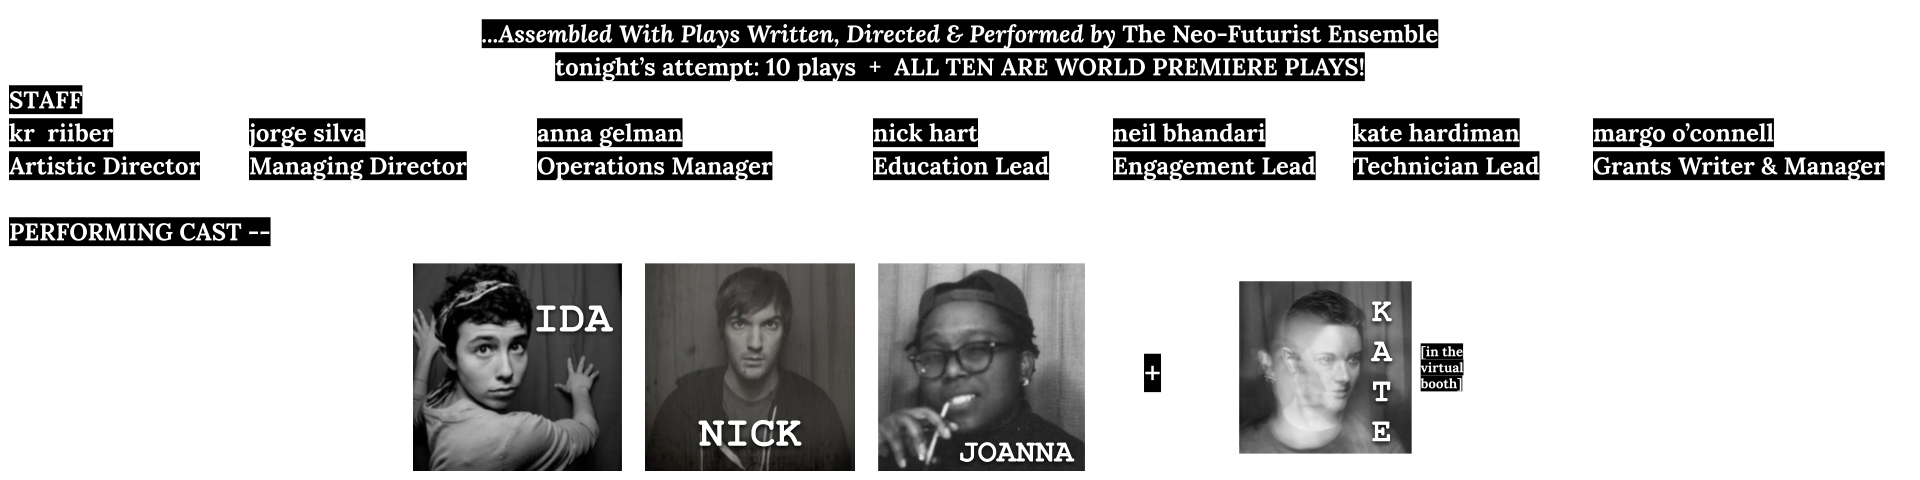 ...Assembled With Plays Written, Directed & Performed by The Neo-Futurist Ensemble
tonight’s attempt: 10 plays + ALL TEN ARE WORLD PREMIERE PLAYS!
STAFF
kr riiber jorge silva anna gelman nick hart neil bhandari kate hardiman margo o’connell
Artistic Director Managing Director Operations Manager Education Lead Engagement Lead Technician Lead Grants Writer & Manager
PERFORMING CAST --
IDA
NICK
JOANNA
+
KATE
[in the
virtual
booth]